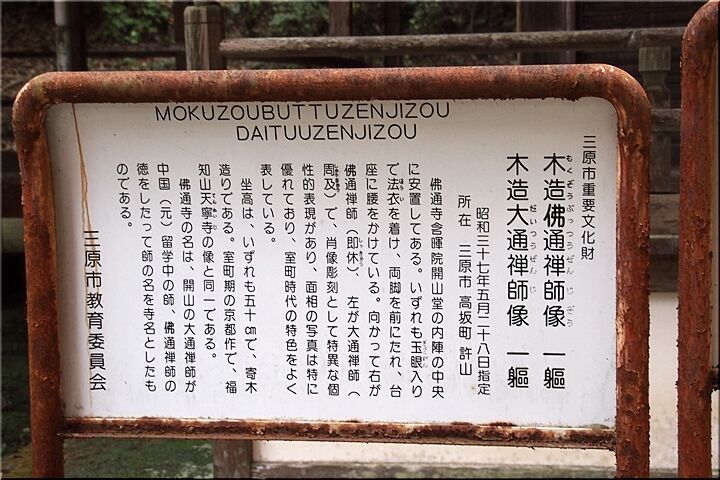 MOKUZOUBUTTUZENJIZOU
DAITUUZENJIZOU
三原市重要文化財
木造佛通禅師像 一軀
木造大通禅師像 一軀
昭和三十七年五月二十八日指定
所在 三原市高坂町許山
佛通寺含暉院開山堂の内陣の中央
に安置してある。いずれも玉眼入り
で法衣を着け、両脚を前にたれ、台
座に腰をかけている。向かって右が
佛通禅師（即休）、左が大通禅師（
周及）で、肖像彫刻として特異な個
性的表現があり、面相の写真は特に
優れており、室町時代の特色をよく
表している。
坐高は、いずれも五十㎝で、寄木
造りである。室町期の京都作で、福
知山天寧寺の像と同一である。
佛通寺の名は、開山の大通禅師が
中国（元）留学中の師、佛通禅師の
徳をしたって師の名を寺名としたも
のである。
三原市教育委員会